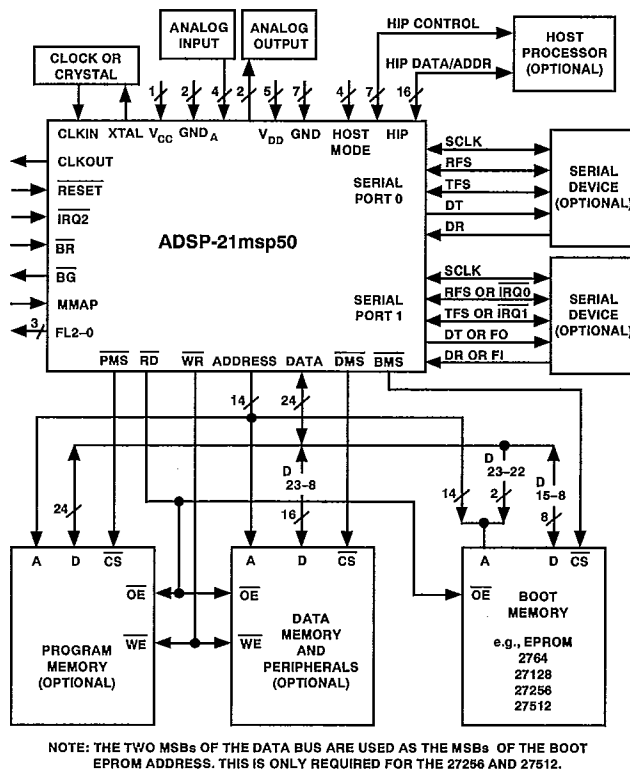 ANALOG
INPUT
ANALOG
OUTPUT
HIP CONTROL
HOST
PROCESSOR
(OPTIONAL)
HIP DATA/ADDR
CLOCK OR
CRYSTAL
1
2
4
2
5
7
4
7
16
CLKIN
XTAL
VCC
GNDA
VDD
GND
HOST
MODE
HIP
CLKOUT
RESET
IRQ2
BR
BG
MMAP
3
FL2–0
ADSP-21msp50
SERIAL
PORT 0
SCLK
RFS
TFS
DT
DR
SERIAL
DEVICE
(OPTIONAL)
SERIAL
PORT 1
SCLK
RFS OR IRQ0
TFS OR IRQ1
DT OR FO
DR OR FI
SERIAL
DEVICE
(OPTIONAL)
PMS
RD
WR
ADDRESS
DATA
DMS
BMS
14
24
D
23–8
D
23–22
D
15–8
24
16
14
2
8
A
D
CS
OE
WE
PROGRAM
MEMORY
(OPTIONAL)
A
D
CS
OE
WE
DATA
MEMORY
AND
PERIPHERALS
(OPTIONAL)
A
D
CS
OE
BOOT
MEMORY
e.g., EPROM
2764
27128
27256
27512
NOTE: THE TWO MSBs OF THE DATA BUS ARE USED AS THE MSBs OF THE BOOT
EPROM ADDRESS. THIS IS ONLY REQUIRED FOR THE 27256 AND 27512.